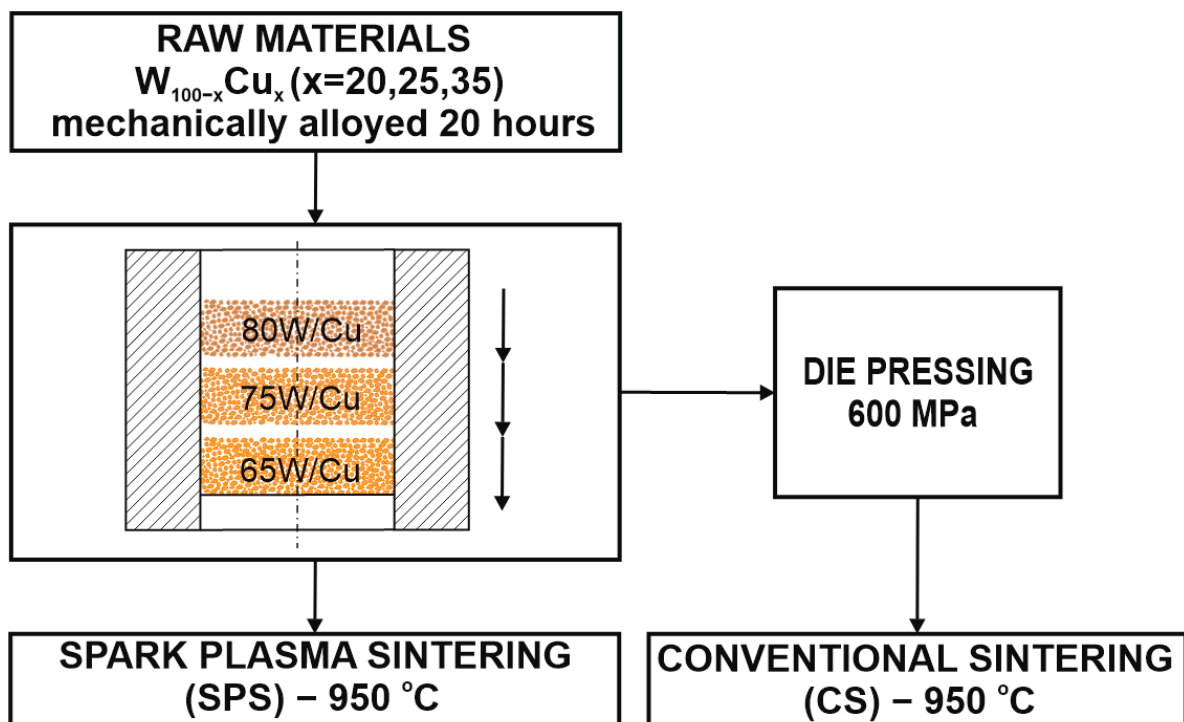 RAW MATERIALS
W₁₀₀₋ₓCuₓ (x=20,25,35)
mechanically alloyed 20 hours
80W/Cu
75W/Cu
65W/Cu
DIE PRESSING
600 MPa
SPARK PLASMA SINTERING
(SPS) – 950 °C
CONVENTIONAL SINTERING
(CS) – 950 °C